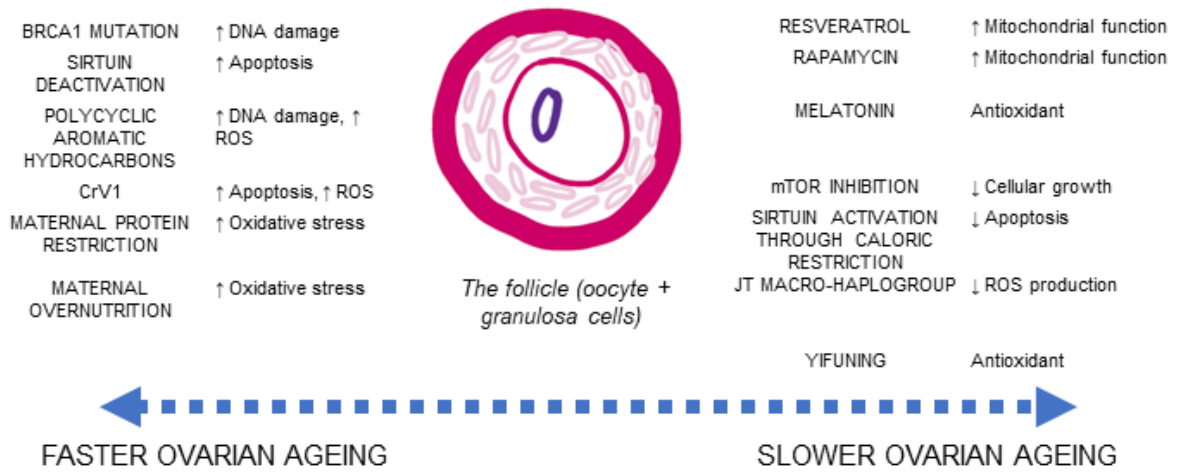 BRCA1 MUTATION ↑ DNA damage
SIRTUIN ↑ Apoptosis
DEACTIVATION
POLYCYCLIC ↑ DNA damage, ↑
AROMATIC ROS
HYDROCARBONS
CrV1 ↑ Apoptosis, ↑ ROS
MATERNAL PROTEIN ↑ Oxidative stress
RESTRICTION
MATERNAL ↑ Oxidative stress
OVERNUTRITION
The follicle (oocyte +
granulosa cells)
RESVERATROL ↑ Mitochondrial function
RAPAMYCIN ↑ Mitochondrial function
MELATONIN Antioxidant
mTOR INHIBITION ↓ Cellular growth
SIRTUIN ACTIVATION ↓ Apoptosis
THROUGH CALORIC
RESTRICTION
JT MACRO-HAPLOGROUP ↓ ROS production
YIFUNING Antioxidant
FASTER OVARIAN AGEING
SLOWER OVARIAN AGEING